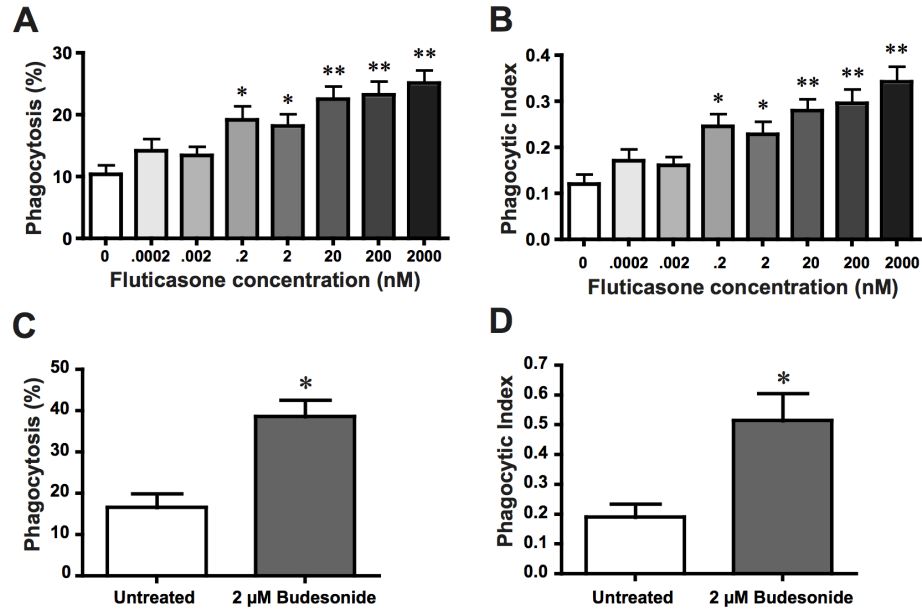 A
Phagocytosis (%)
30
20
10
0
* * ** ** **
0 .0002 .002 .2 2 20 200 2000
Fluticasone concentration (nM)
B
Phagocytic Index
0.4
0.3
0.2
0.1
0.0
* * ** ** **
0 .0002 .002 .2 2 20 200 2000
Fluticasone concentration (nM)
C
Phagocytosis (%)
50
40
30
20
10
0
*
Untreated 2 µM Budesonide
D
Phagocytic Index
0.7
0.6
0.5
0.4
0.3
0.2
0.1
0.0
*
Untreated 2 µM Budesonide